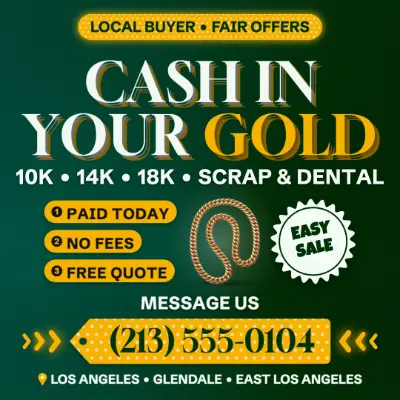 LOCAL BUYER • FAIR OFFERS
CASH IN
YOUR GOLD
10K • 14K • 18K • SCRAP & DENTAL
1 PAID TODAY
2 NO FEES
3 FREE QUOTE
EASY
SALE
MESSAGE US
(213) 555-0104
LOS ANGELES • GLENDALE • EAST LOS ANGELES